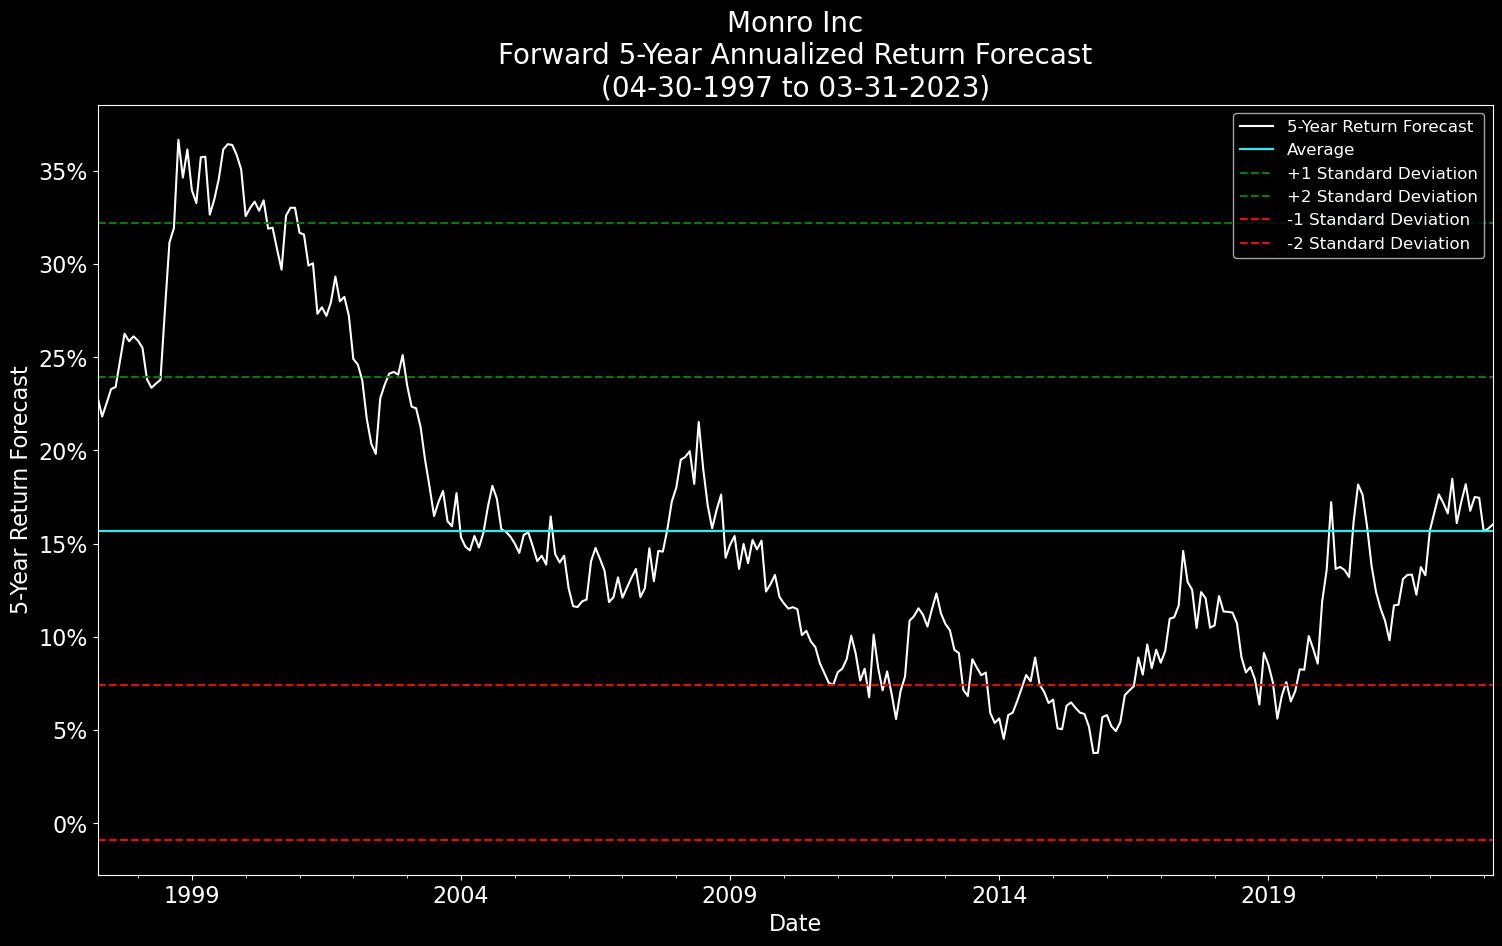 Monro Inc
Forward 5-Year Annualized Return Forecast
(04-30-1997 to 03-31-2023)
5-Year Return Forecast
Average
+1 Standard Deviation
+2 Standard Deviation
-1 Standard Deviation
-2 Standard Deviation
35%
30%
25%
20%
15%
10%
5%
0%
5-Year Return Forecast
1999
2004
2009
2014
2019
Date